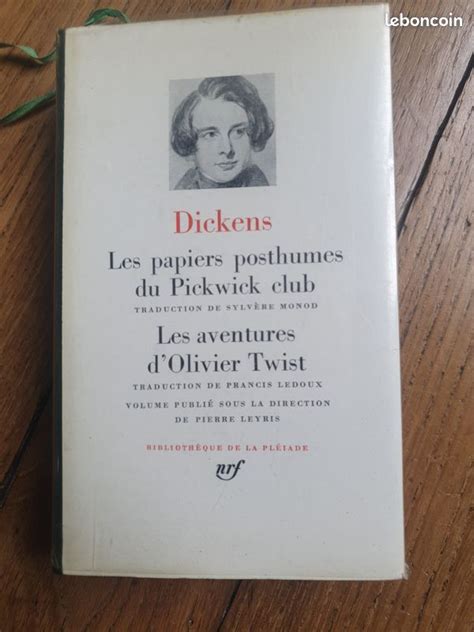 leboncoin
Dickens
Les papiers posthumes
du Pickwick club
TRADUCTION DE SYLVÈRE MONOD
Les aventures
d'Olivier Twist
TRADUCTION DE FRANCIS LEDOUX
VOLUME PUBLIÉ SOUS LA DIRECTION
DE PIERRE LEYRIS
BIBLIOTHÈQUE DE LA PLÉIADE
nrf